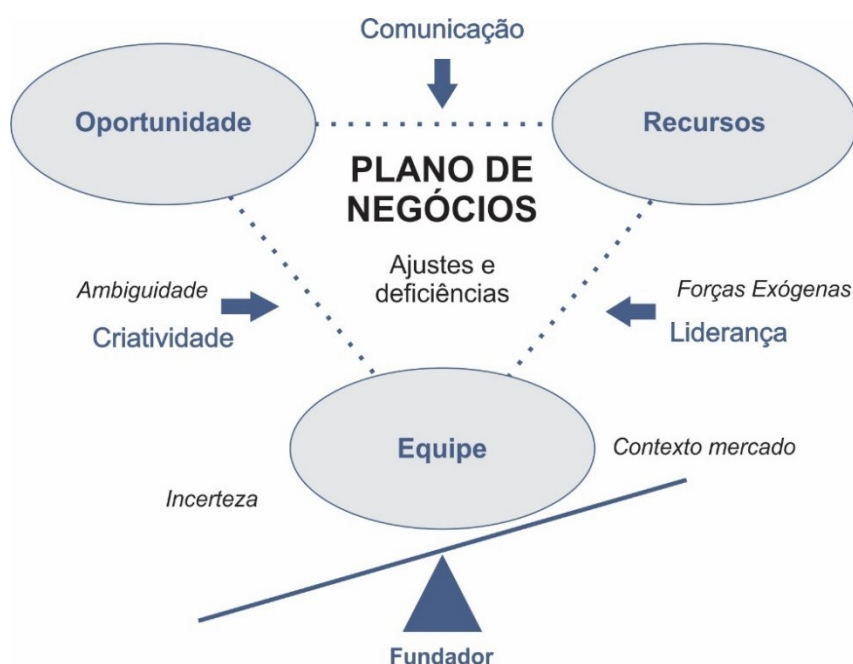 Comunicação
Oportunidade
Recursos
PLANO DE
NEGÓCIOS
Ajustes e
deficiências
Ambiguidade
Criatividade
Forças Exógenas
Liderança
Equipe
Contexto mercado
Incerteza
Fundador